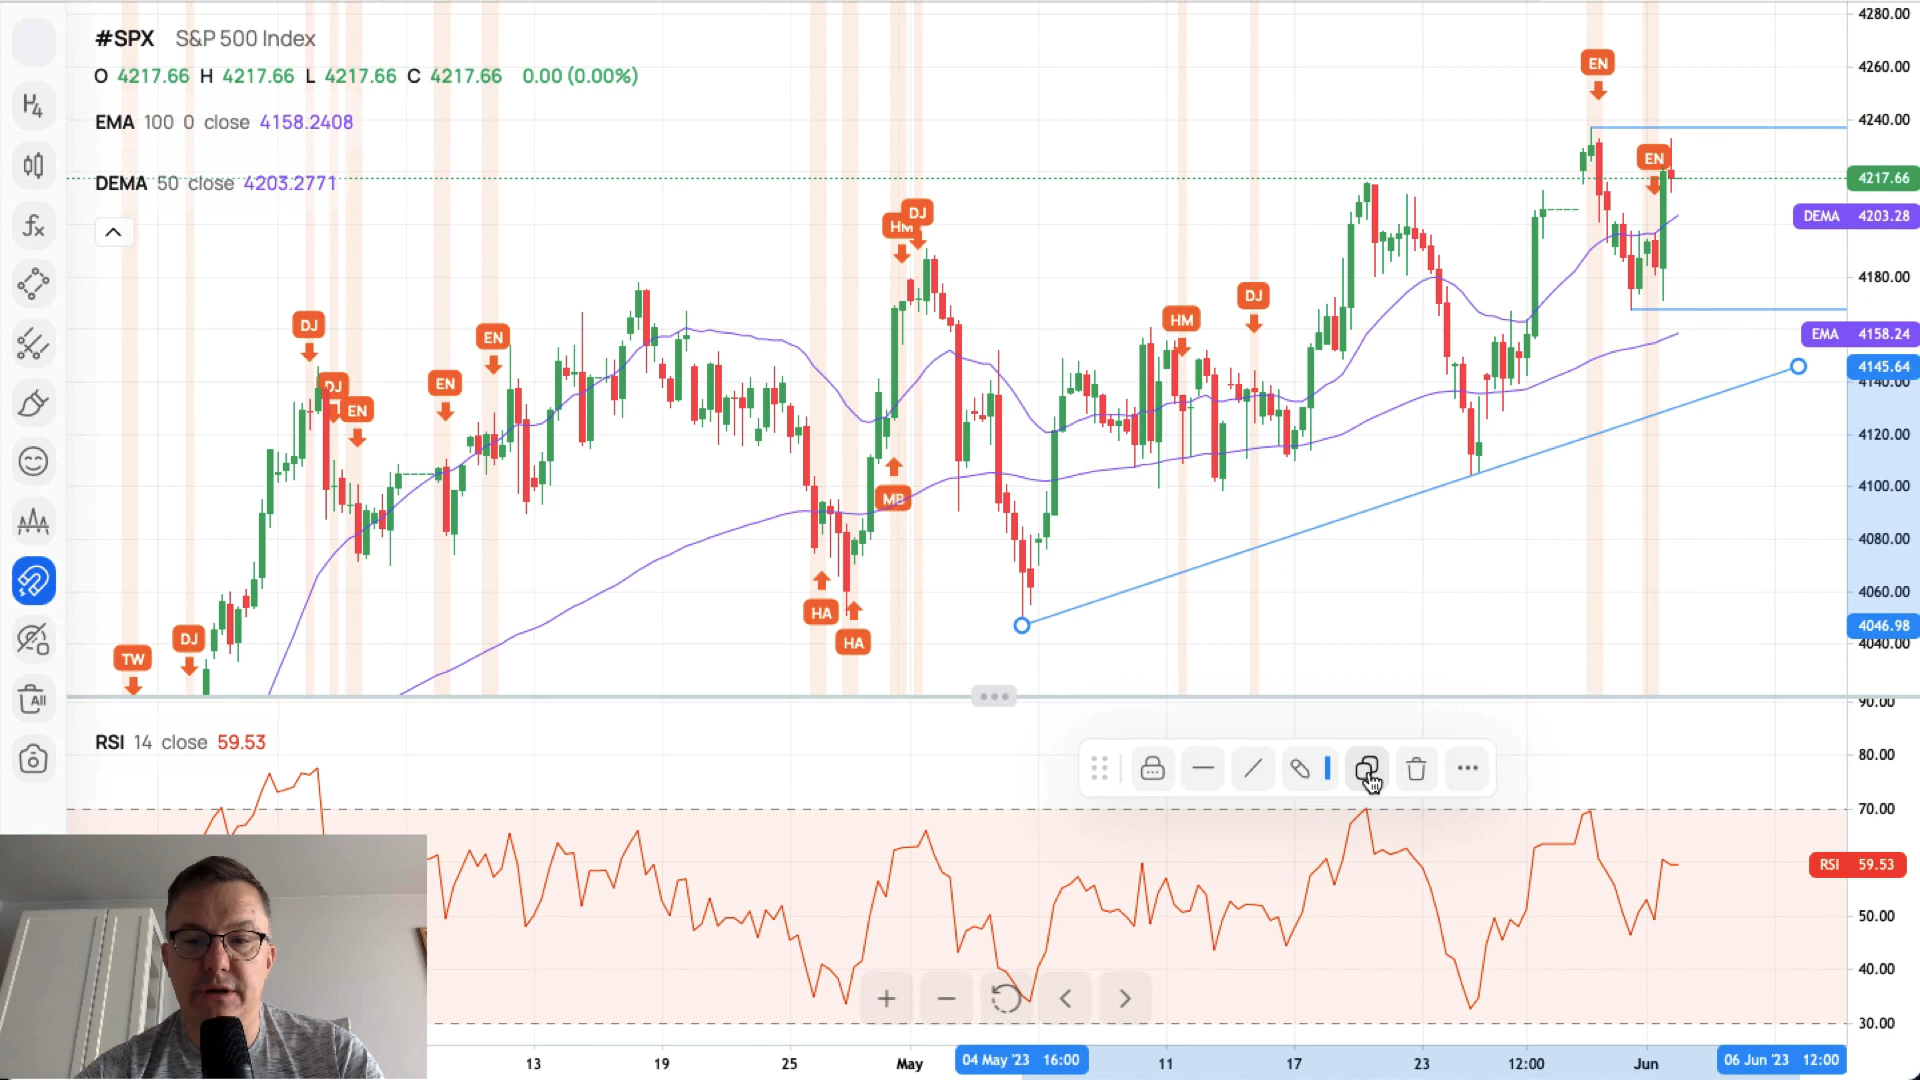 #SPX S&P 500 Index
O 4217.66 H 4217.66 L 4217.66 C 4217.66 0.00 (0.00%)
EMA 100 0 close 4158.2408
DEMA 50 close 4203.2771
H4
fx
All
TW
DJ
DJ
DJ
EN
EN
EN
HA
HA
MB
HM
DJ
HM
DJ
EN
EN
4280.00
4260.00
4240.00
4217.66
DEMA 4203.28
4180.00
EMA 4158.24
4145.64
4140.00
4120.00
4100.00
4080.00
4060.00
4046.98
4040.00
RSI 14 close 59.53
90.00
80.00
70.00
RSI 59.53
50.00
40.00
30.00
13 19 25 May 04 May '23 16:00 11 17 23 12:00 Jun 06 Jun '23 12:00